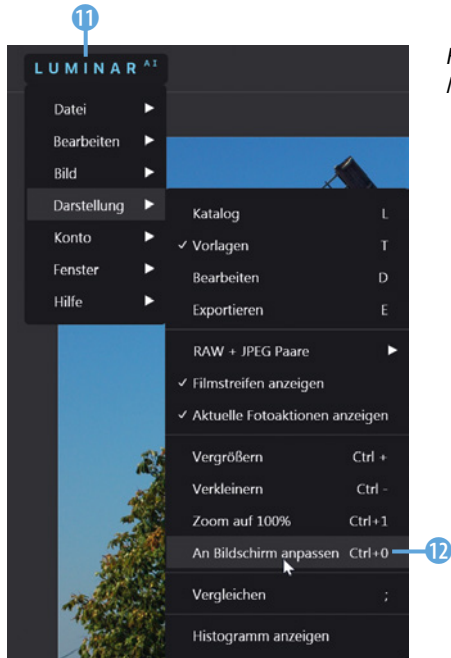 11
LUMINAR AI
Datei ▶
Bearbeiten ▶
Bild ▶
Darstellung ▶
Konto ▶
Fenster ▶
Hilfe ▶
Katalog L
✓ Vorlagen T
Bearbeiten D
Exportieren E
RAW + JPEG Paare ▶
✓ Filmstreifen anzeigen
✓ Aktuelle Fotoaktionen anzeigen
Vergrößern Ctrl +
Verkleinern Ctrl -
Zoom auf 100% Ctrl+1
An Bildschirm anpassen Ctrl+0
12
Vergleichen ;
Histogramm anzeigen